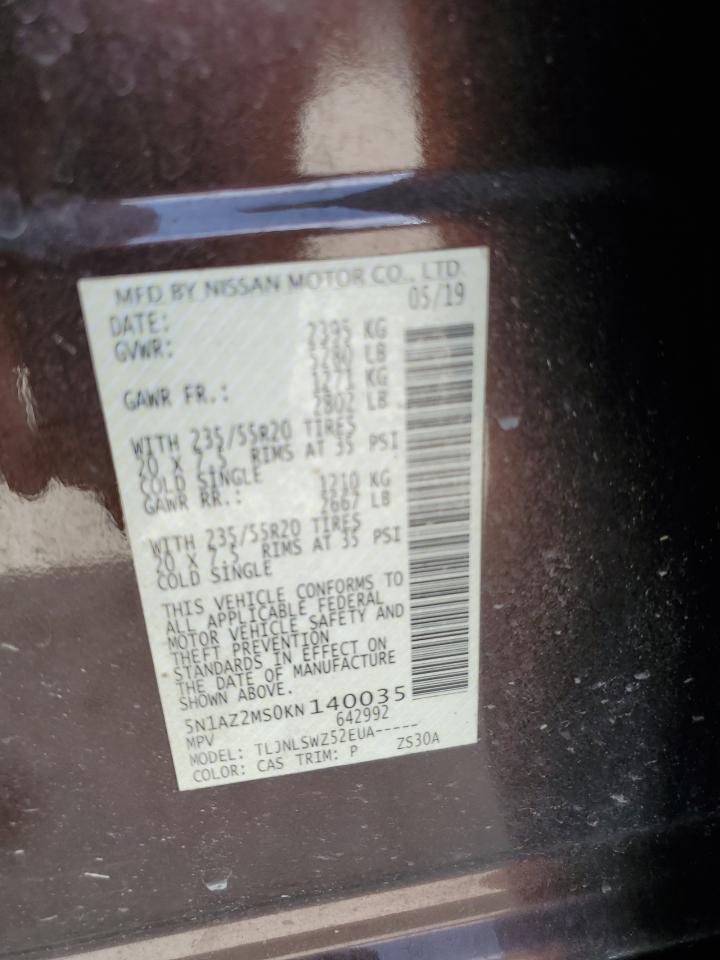 MFD BY NISSAN MOTOR CO., LTD.
DATE: 05/19
GVWR: 2395 KG
5280 LB
GAWR FR.: 1271 KG
2802 LB
WITH 235/55R20 TIRES
20 X 7.5 RIMS AT 35 PSI
COLD SINGLE
GAWR RR.: 1210 KG
2667 LB
WITH 235/55R20 TIRES
20 X 7.5 RIMS AT 35 PSI
COLD SINGLE
THIS VEHICLE CONFORMS TO
ALL APPLICABLE FEDERAL
MOTOR VEHICLE SAFETY AND
THEFT PREVENTION
STANDARDS IN EFFECT ON
THE DATE OF MANUFACTURE
SHOWN ABOVE.
5N1AZ2MS0KN140035
MPV 642992
MODEL: TLJNLSWZ52EUA-----
COLOR: CAS TRIM: P ZS30A